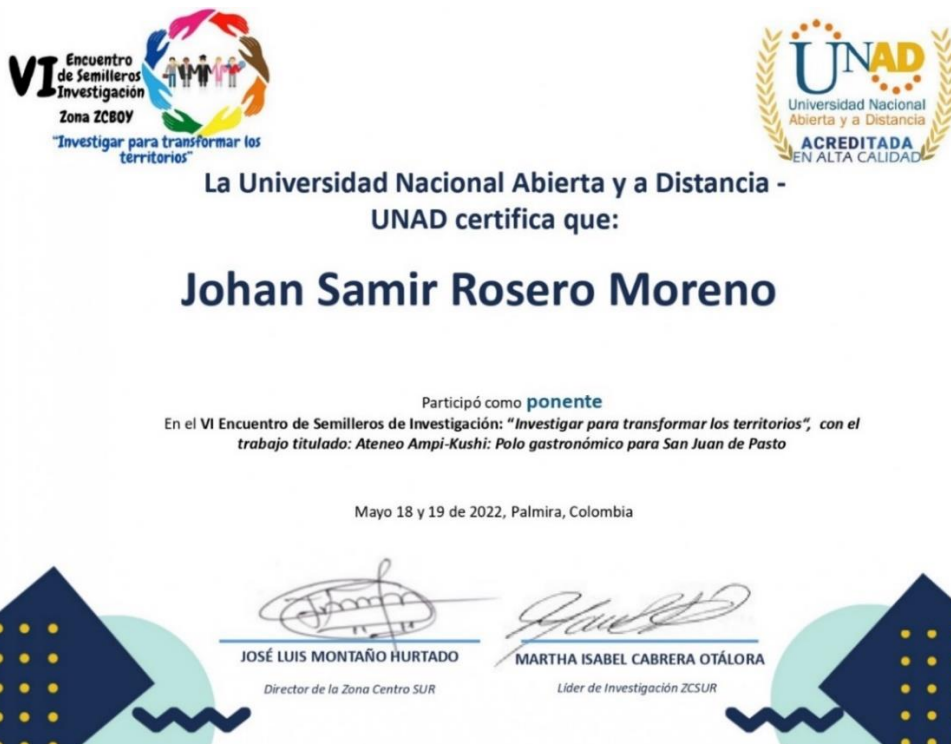 VI Encuentro
de Semilleros
Investigación
Zona ZCBOY
"Investigar para transformar los
territorios"
UNAD
Universidad Nacional
Abierta y a Distancia
ACREDITADA
EN ALTA CALIDAD
La Universidad Nacional Abierta y a Distancia -
UNAD certifica que:
Johan Samir Rosero Moreno
Participó como ponente
En el VI Encuentro de Semilleros de Investigación: "Investigar para transformar los territorios", con el
trabajo titulado: Ateneo Ampi-Kushi: Polo gastronómico para San Juan de Pasto
Mayo 18 y 19 de 2022, Palmira, Colombia
JOSÉ LUIS MONTAÑO HURTADO
Director de la Zona Centro SUR
MARTHA ISABEL CABRERA OTÁLORA
Líder de Investigación ZCSUR